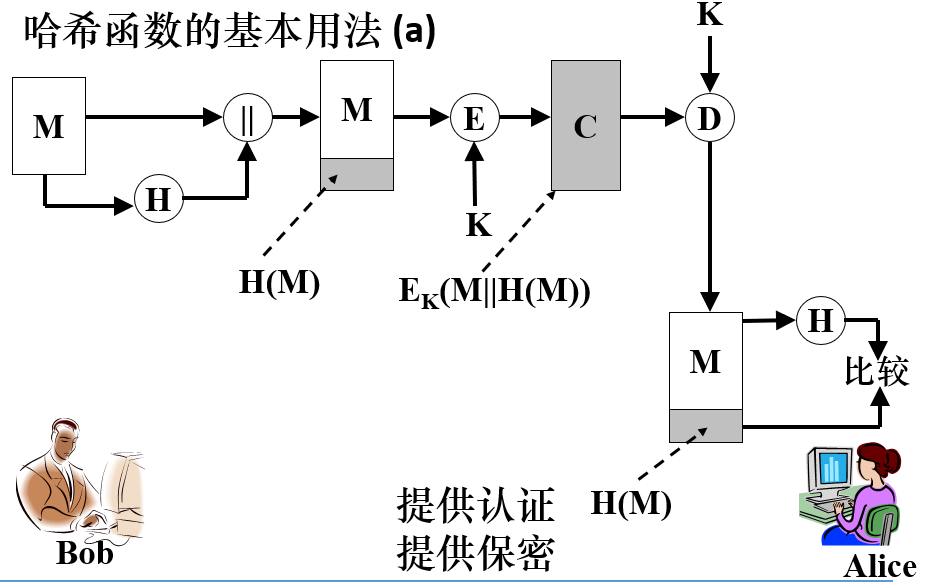 哈希函数的基本用法 (a)
K
M
||
M
E
C
D
H
K
H(M)
E_K(M||H(M))
M
H
比较
H(M)
提供认证
提供保密
Bob
Alice